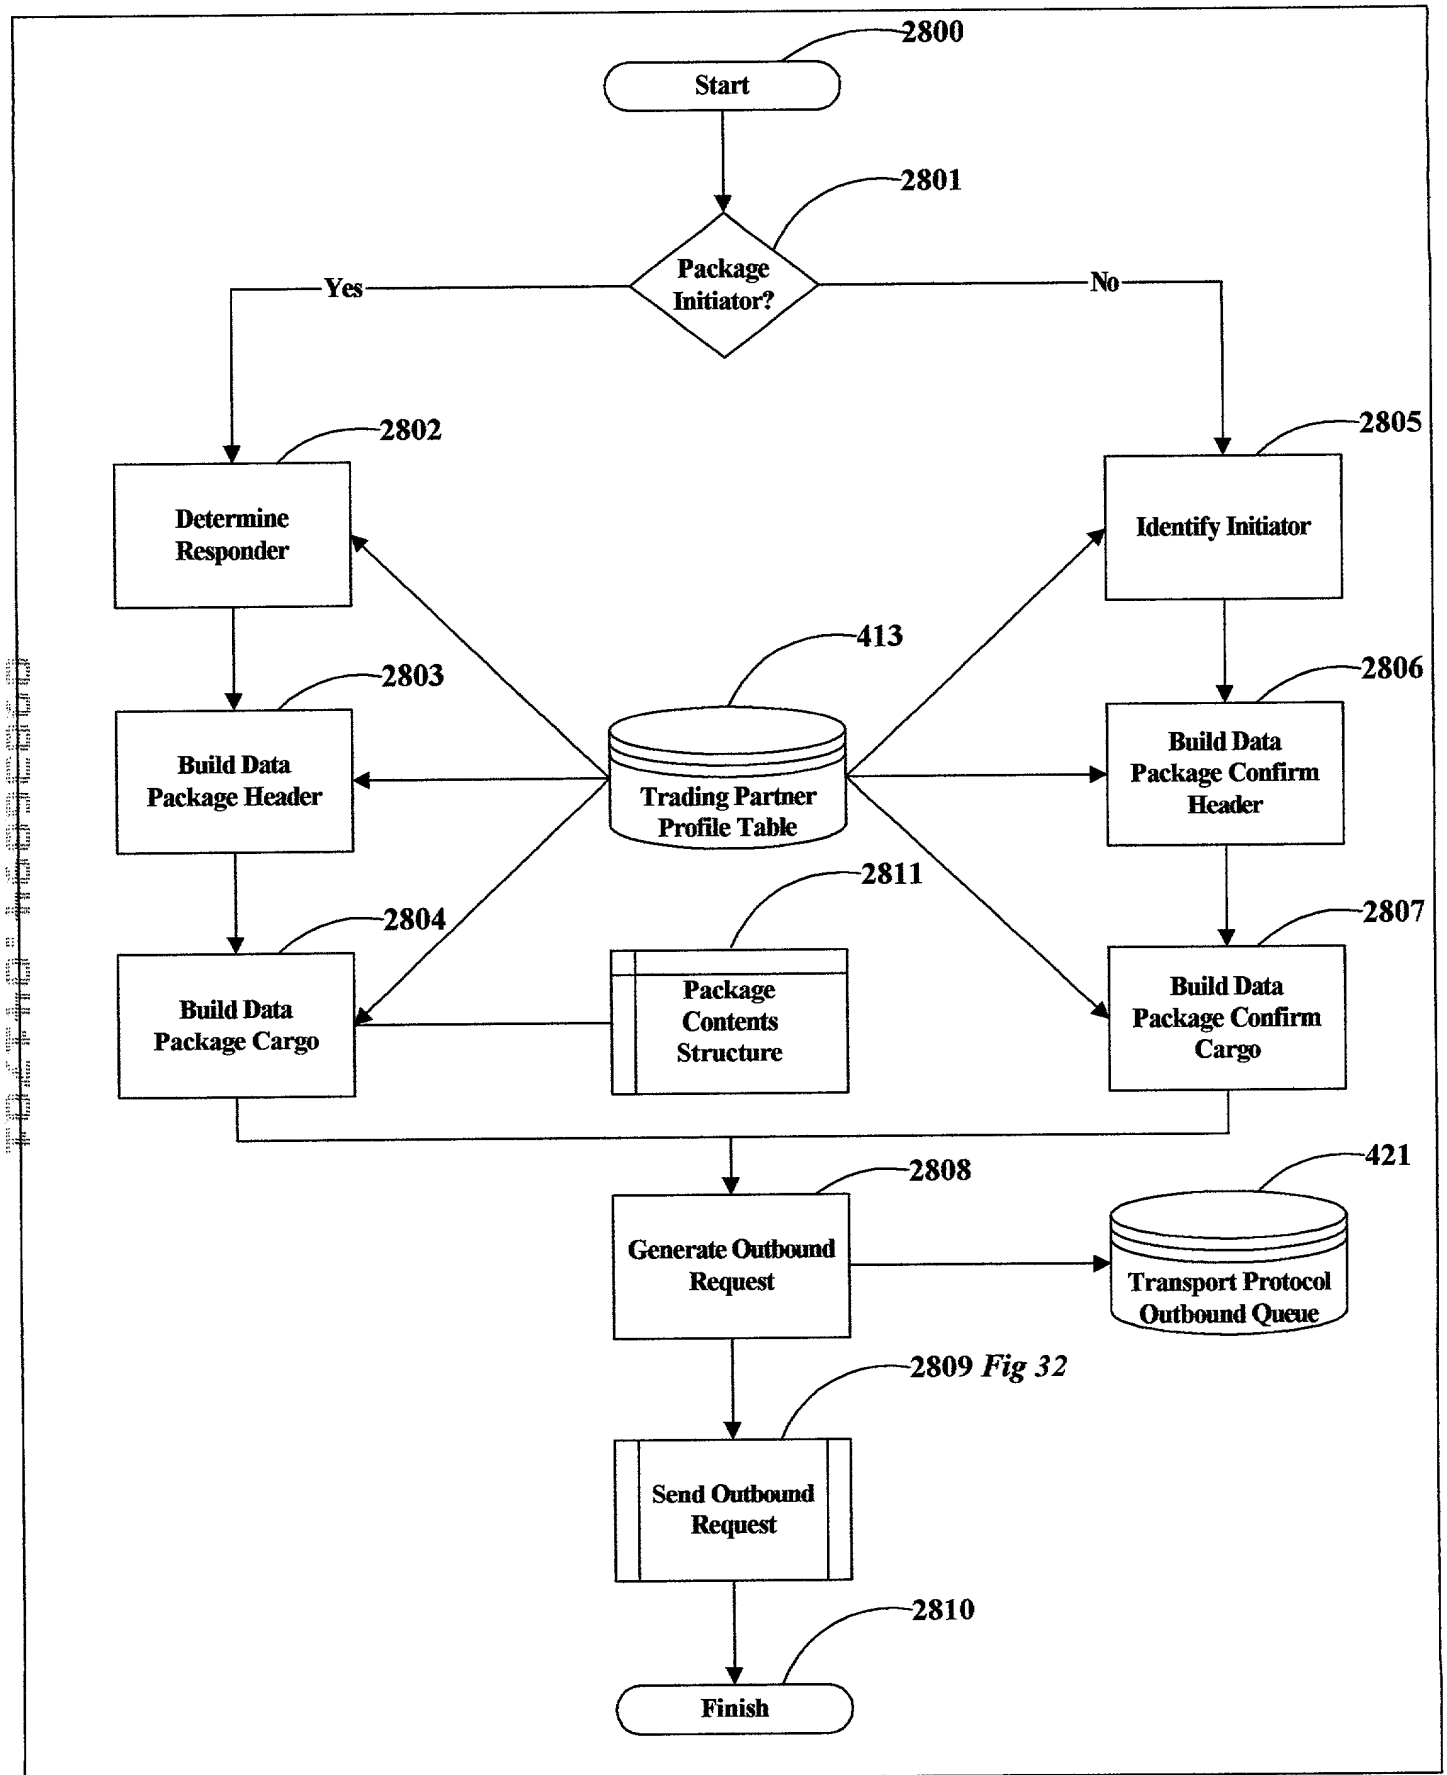 2800
Start
2801
Package
Initiator?
Yes
No
2802
2805
Determine
Responder
Identify Initiator
413
2803
2806
Build Data
Package Header
Trading Partner
Profile Table
Build Data
Package Confirm
Header
2811
2804
2807
Build Data
Package Cargo
Package
Contents
Structure
Build Data
Package Confirm
Cargo
2808
421
Generate Outbound
Request
Transport Protocol
Outbound Queue
2809 Fig 32
Send Outbound
Request
2810
Finish